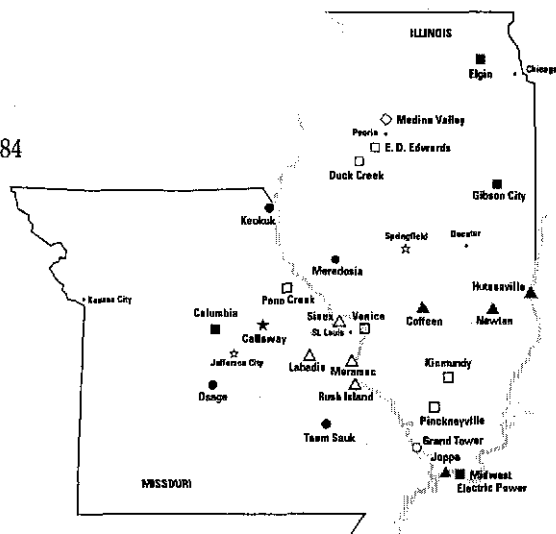 ILLINOIS
Elgin
Chicago
Medina Valley
Peoria
E. D. Edwards
Duck Creek
84
Gibson City
Keokuk
Springfield
Decatur
Meredosia
Hutsonville
Peno Creek
Kansas City
Columbia
Callaway
Sioux
Venice
St. Louis
Coffeen
Newton
Jefferson City
Labadie
Meramec
Kinmundy
Osage
Rush Island
Pinckneyville
Taum Sauk
Grand Tower
Joppa
MISSOURI
Midwest
Electric Power